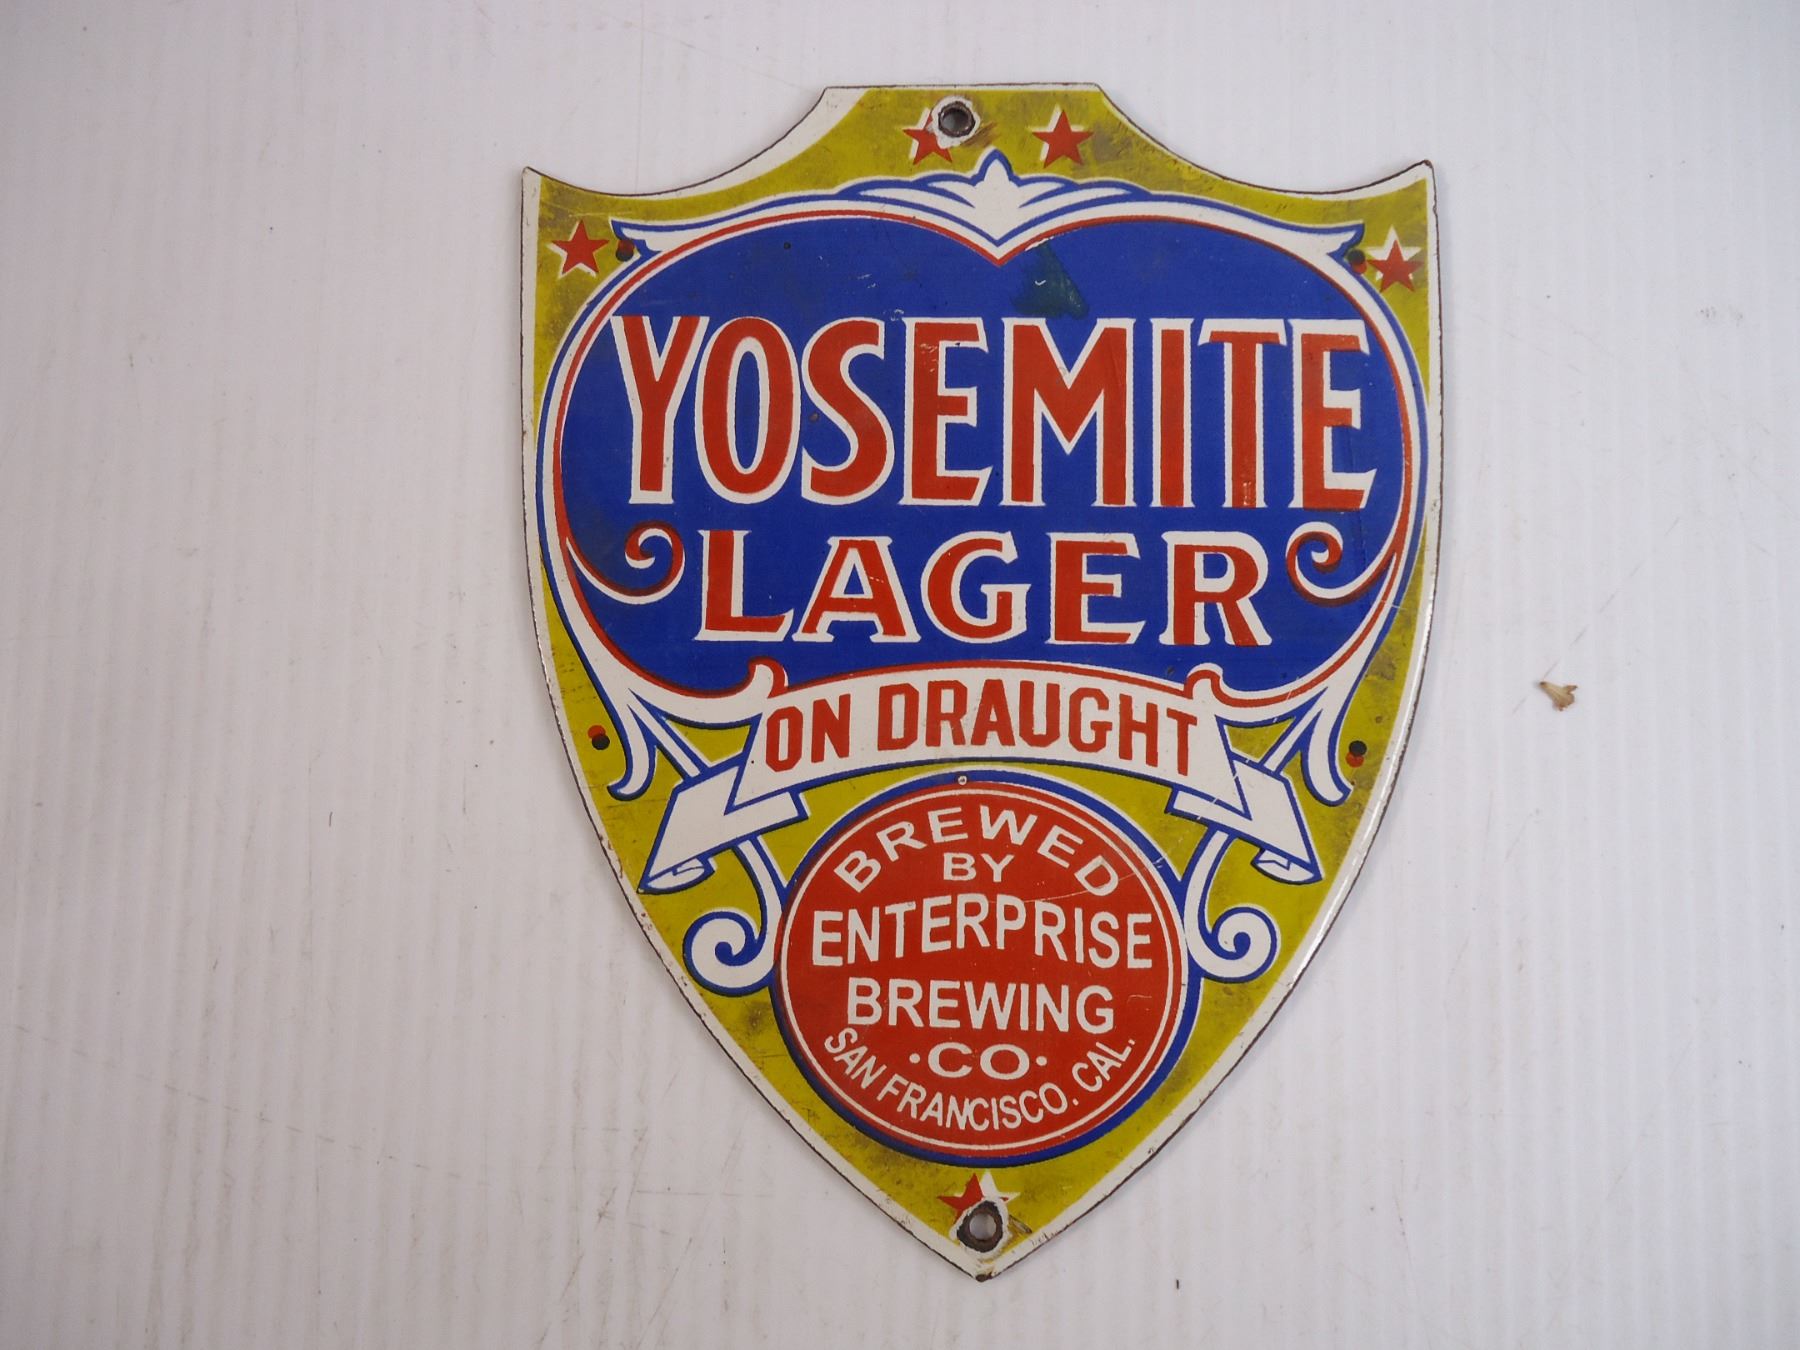 YOSEMITE
LAGER
ON DRAUGHT
BREWED
BY
ENTERPRISE
BREWING
·CO·
SAN FRANCISCO. CAL.